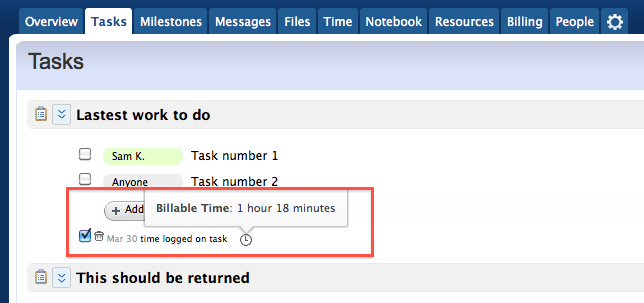 Overview Tasks Milestones Messages Files Time Notebook Resources Billing People
Tasks
Lastest work to do
Sam K. Task number 1
Anyone Task number 2
+ Add
Billable Time: 1 hour 18 minutes
Mar 30 time logged on task
This should be returned